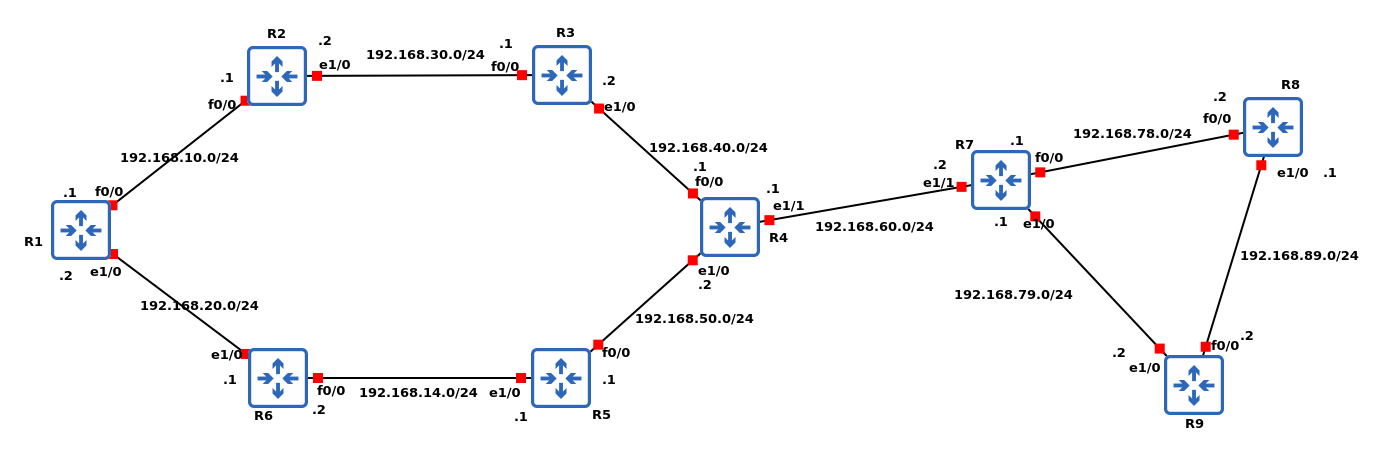 R2
.2
192.168.30.0/24
R3
.1
e1/0
f0/0
.1
f0/0
.2
e1/0
192.168.10.0/24
192.168.40.0/24
.1
f0/0
.1
f0/0
R1
.2
e1/0
.1
e1/1
R4
e1/0
.2
192.168.20.0/24
192.168.50.0/24
e1/0
.1
R6
f0/0
.2
192.168.14.0/24
e1/0
.1
f0/0
.1
R5
192.168.60.0/24
R7
.2
e1/1
.1
f0/0
.1
e1/0
192.168.78.0/24
R8
.2
f0/0
e1/0
.1
192.168.89.0/24
192.168.79.0/24
.2
e1/0
f0/0
.2
R9